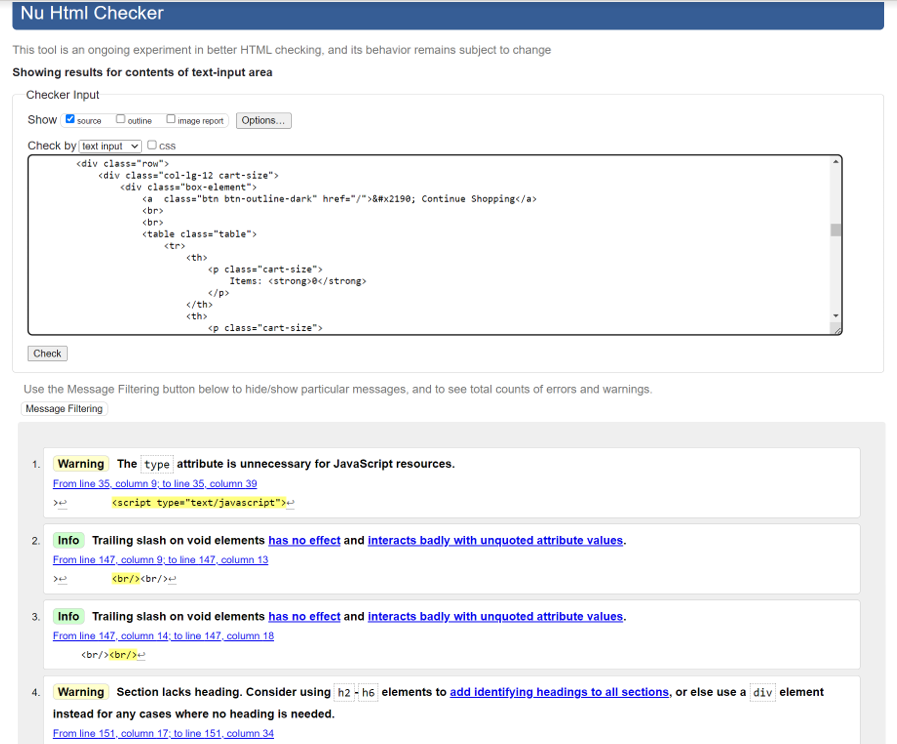 Nu Html Checker
This tool is an ongoing experiment in better HTML checking, and its behavior remains subject to change
Showing results for contents of text-input area
Checker Input
Show source outline image report Options...
Check by text input css
<div class="row">
<div class="col-lg-12 cart-size">
<div class="box-element">
<a  class="btn btn-outline-dark" href="/">&#x2190; Continue Shopping</a>
<br>
<br>
<table class="table">
<tr>
<th>
<p class="cart-size">
Items: <strong>0</strong>
</p>
</th>
<th>
<p class="cart-size">
Check
Use the Message Filtering button below to hide/show particular messages, and to see total counts of errors and warnings.
Message Filtering
1. Warning The type attribute is unnecessary for JavaScript resources.
From line 35, column 9; to line 35, column 39
>↩ <script type="text/javascript">↩
2. Info Trailing slash on void elements has no effect and interacts badly with unquoted attribute values.
From line 147, column 9; to line 147, column 13
>↩ <br/><br/>↩
3. Info Trailing slash on void elements has no effect and interacts badly with unquoted attribute values.
From line 147, column 14; to line 147, column 18
<br/><br/>↩
4. Warning Section lacks heading. Consider using h2-h6 elements to add identifying headings to all sections, or else use a div element
instead for any cases where no heading is needed.
From line 151, column 17; to line 151, column 34